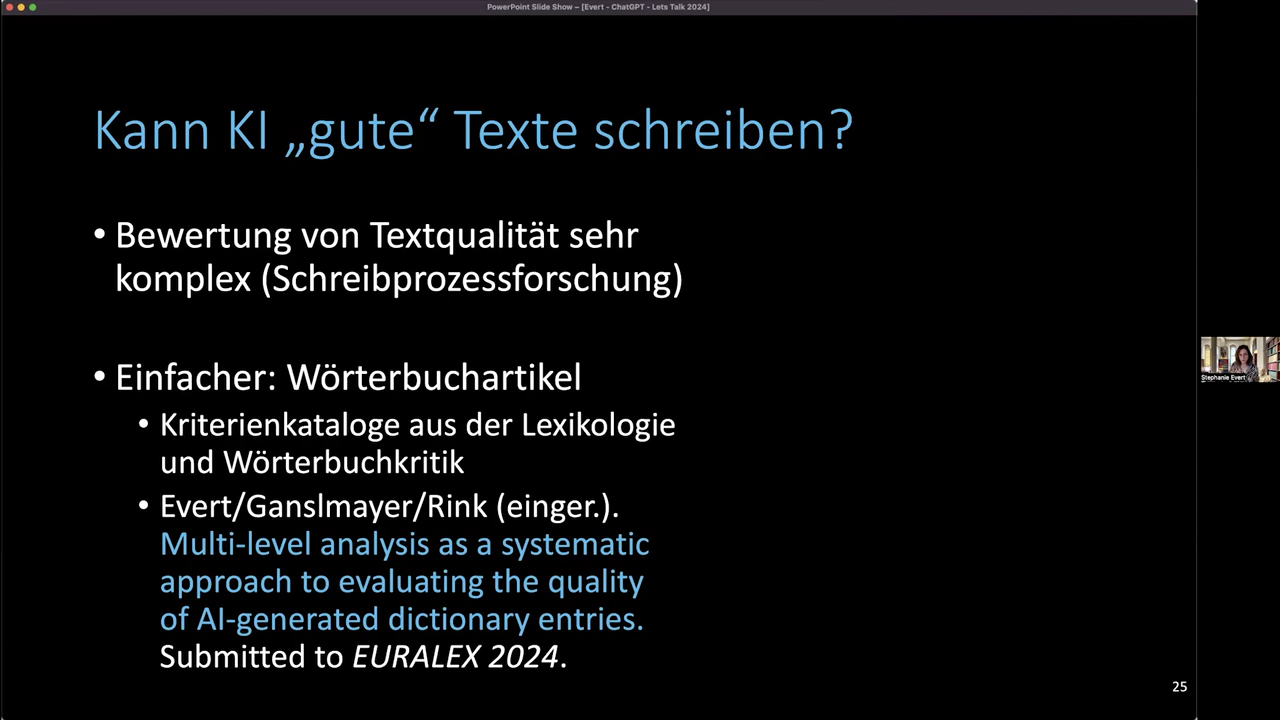 PowerPoint Slide Show – [Evert - ChatGPT - Lets Talk 2024]
Kann KI „gute“ Texte schreiben?
• Bewertung von Textqualität sehr
komplex (Schreibprozessforschung)
• Einfacher: Wörterbuchartikel
• Kriterienkataloge aus der Lexikologie
und Wörterbuchkritik
• Evert/Ganslmayer/Rink (einger.).
Multi-level analysis as a systematic
approach to evaluating the quality
of AI-generated dictionary entries.
Submitted to EURALEX 2024.
25
Stephanie Evert